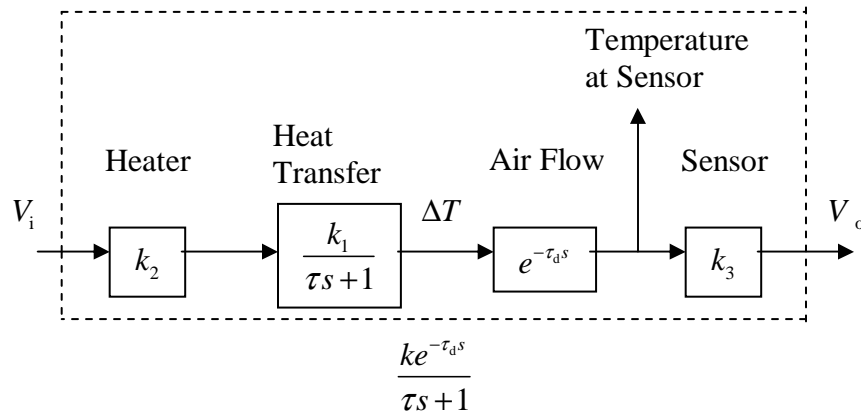 Temperature
at Sensor
Heat
Transfer
Heater
Air Flow
Sensor
V_i
k_2
k_1
τs + 1
ΔT
e^{-τ_d s}
k_3
V_o
ke^{-τ_d s}
τs + 1